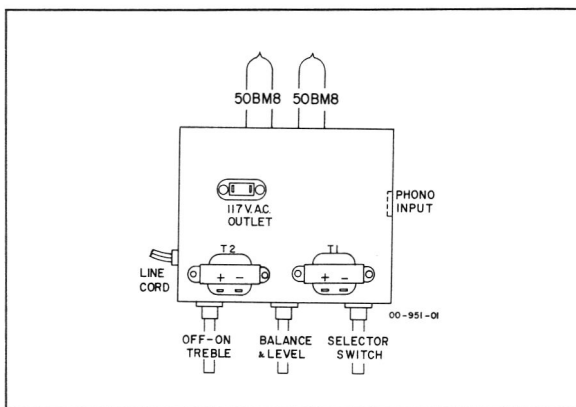 50BM8 50BM8
117 V. A.C.
OUTLET
PHONO
INPUT
T2 T1
+ − + −
LINE
CORD
00-951-01
OFF-ON
TREBLE
BALANCE
& LEVEL
SELECTOR
SWITCH